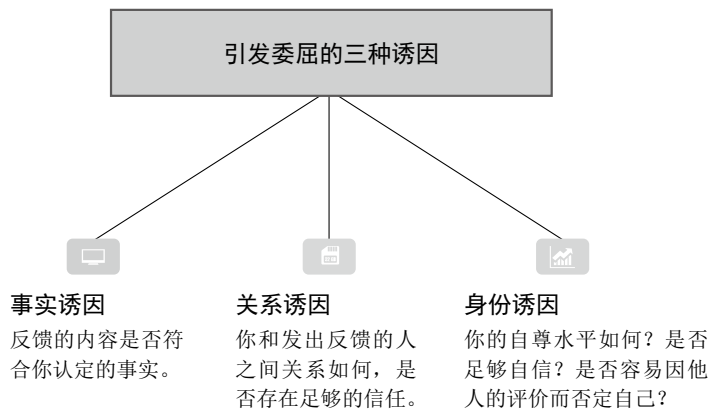 引发委屈的三种诱因
事实诱因
反馈的内容是否符
合你认定的事实。
关系诱因
你和发出反馈的人
之间关系如何，是
否存在足够的信任。
身份诱因
你的自尊水平如何？是否
足够自信？是否容易因他
人的评价而否定自己？